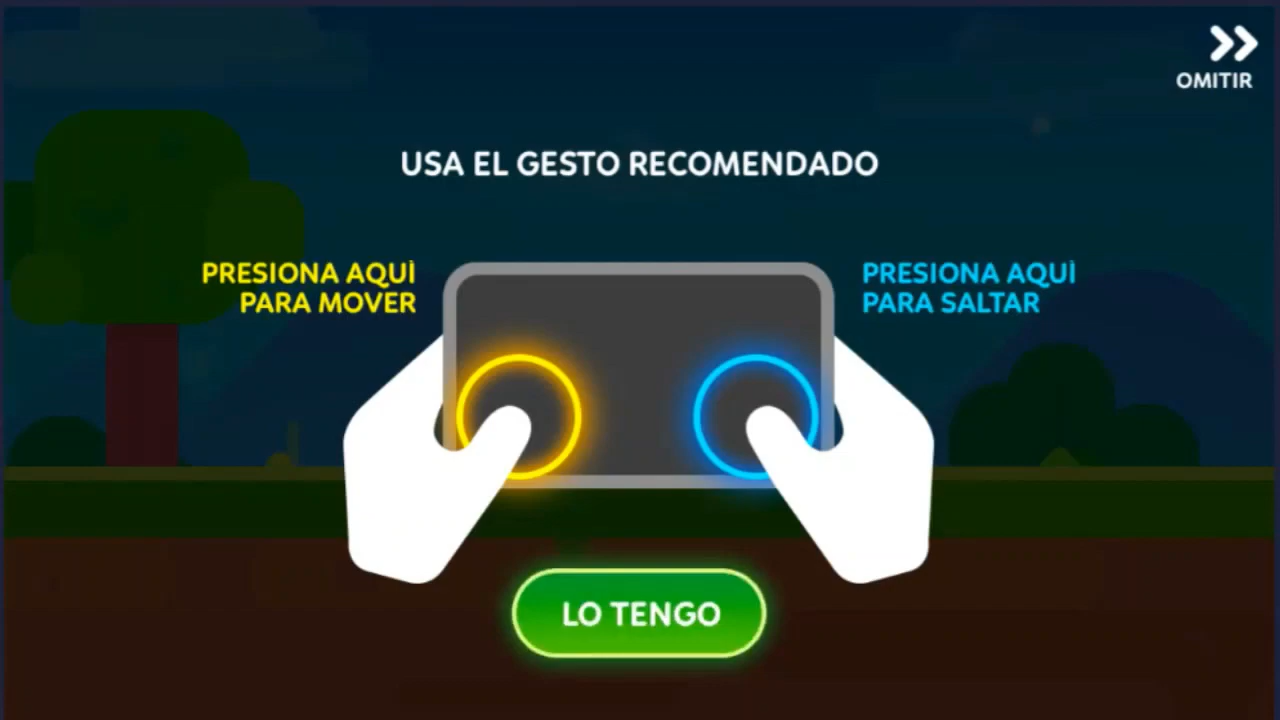 OMITIR
USA EL GESTO RECOMENDADO
PRESIONA AQUÌ
PARA MOVER
PRESIONA AQUÌ
PARA SALTAR
LO TENGO